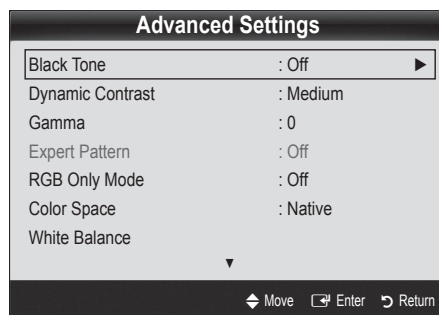 Advanced Settings
Black Tone : Off ▶
Dynamic Contrast : Medium
Gamma : 0
Expert Pattern : Off
RGB Only Mode : Off
Color Space : Native
White Balance
▼
Move Enter Return